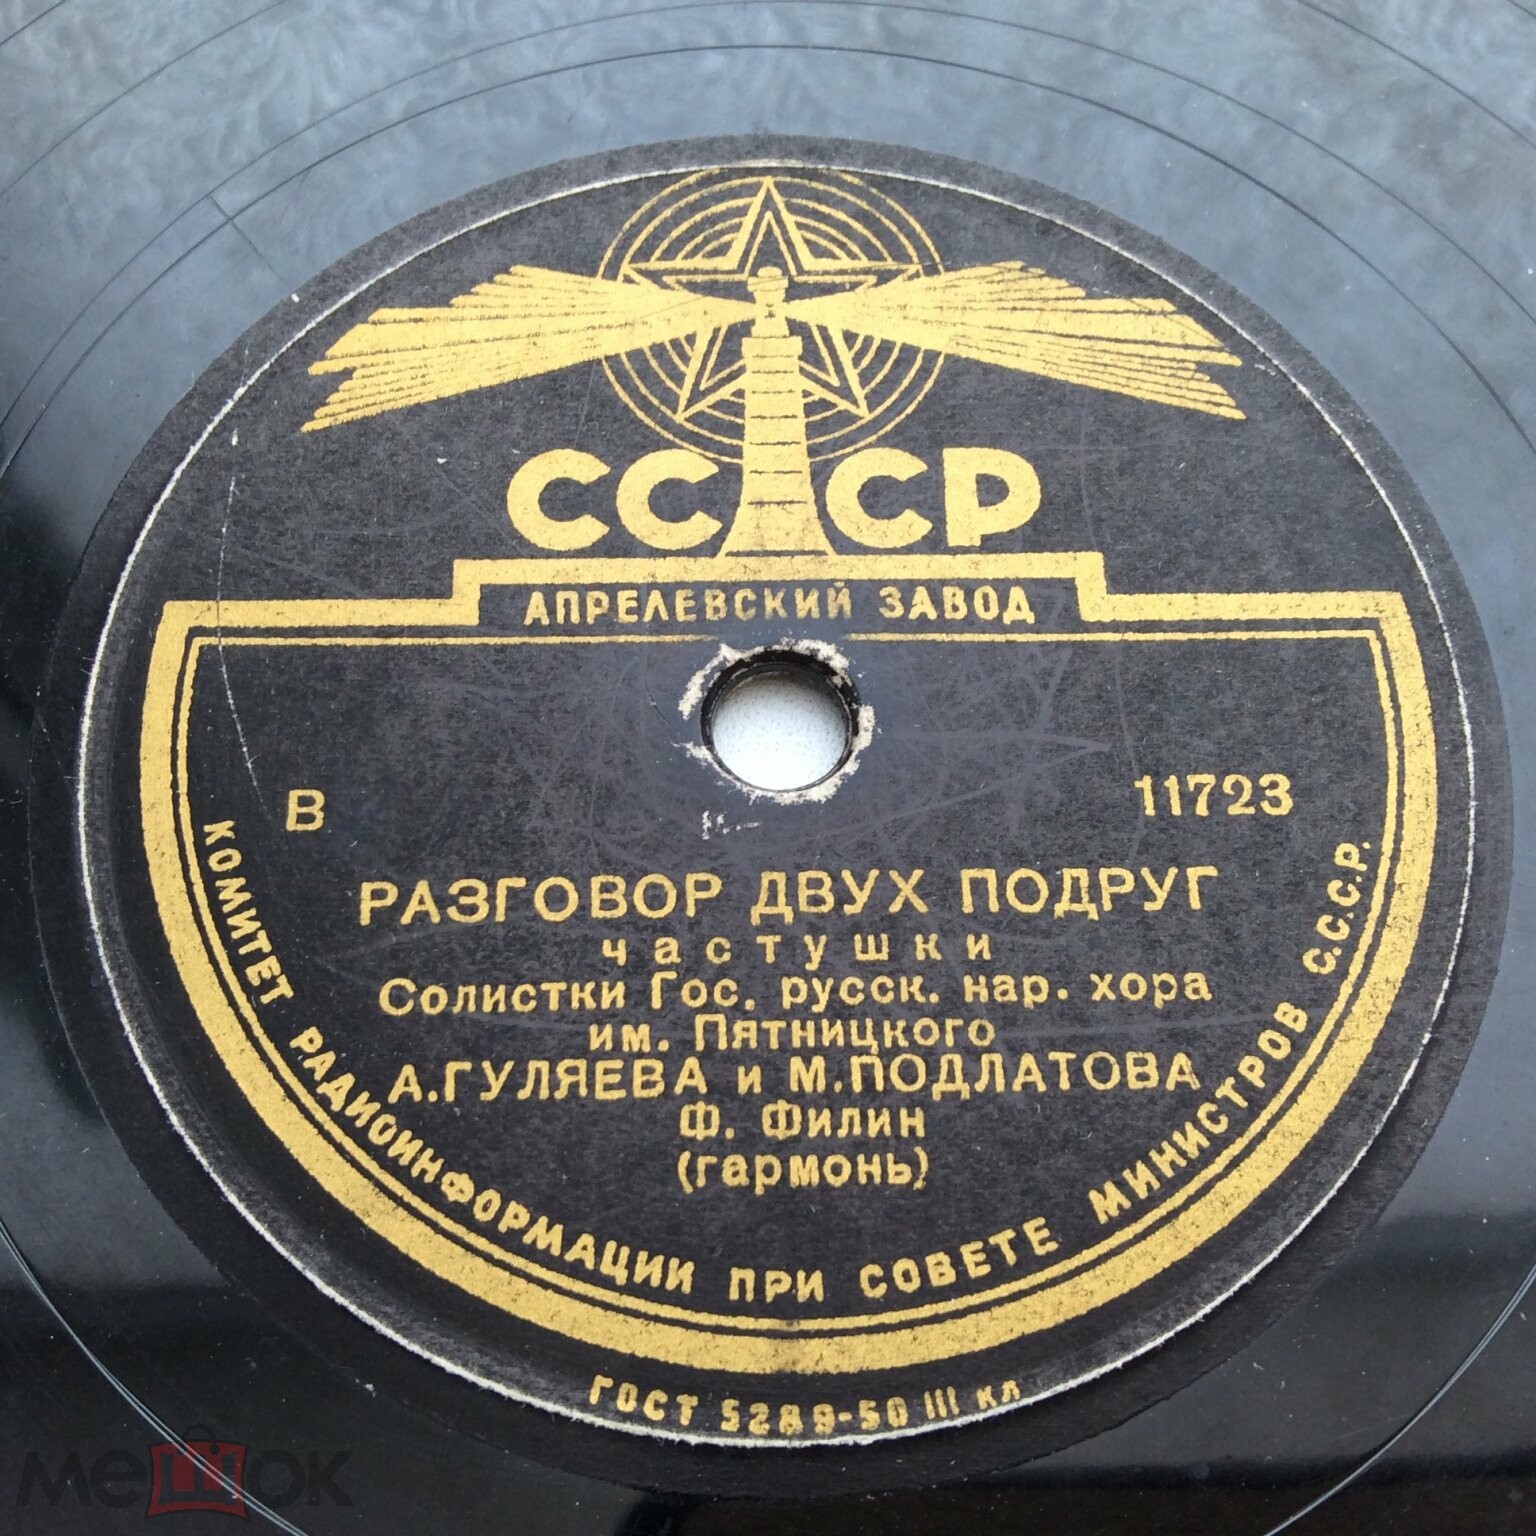 СССР
АПРЕЛЕВСКИЙ ЗАВОД
В 11723
РАЗГОВОР ДВУХ ПОДРУГ
частушки
Солистки Гос. русск. нар. хора
им. Пятницкого
А.ГУЛЯЕВА и М.ПОДЛАТОВА
Ф. Филин
(гармонь)
КОМИТЕТ РАДИОИНФОРМАЦИИ ПРИ СОВЕТЕ МИНИСТРОВ С.С.С.Р.
ГОСТ 5289-50 III кл
мешок